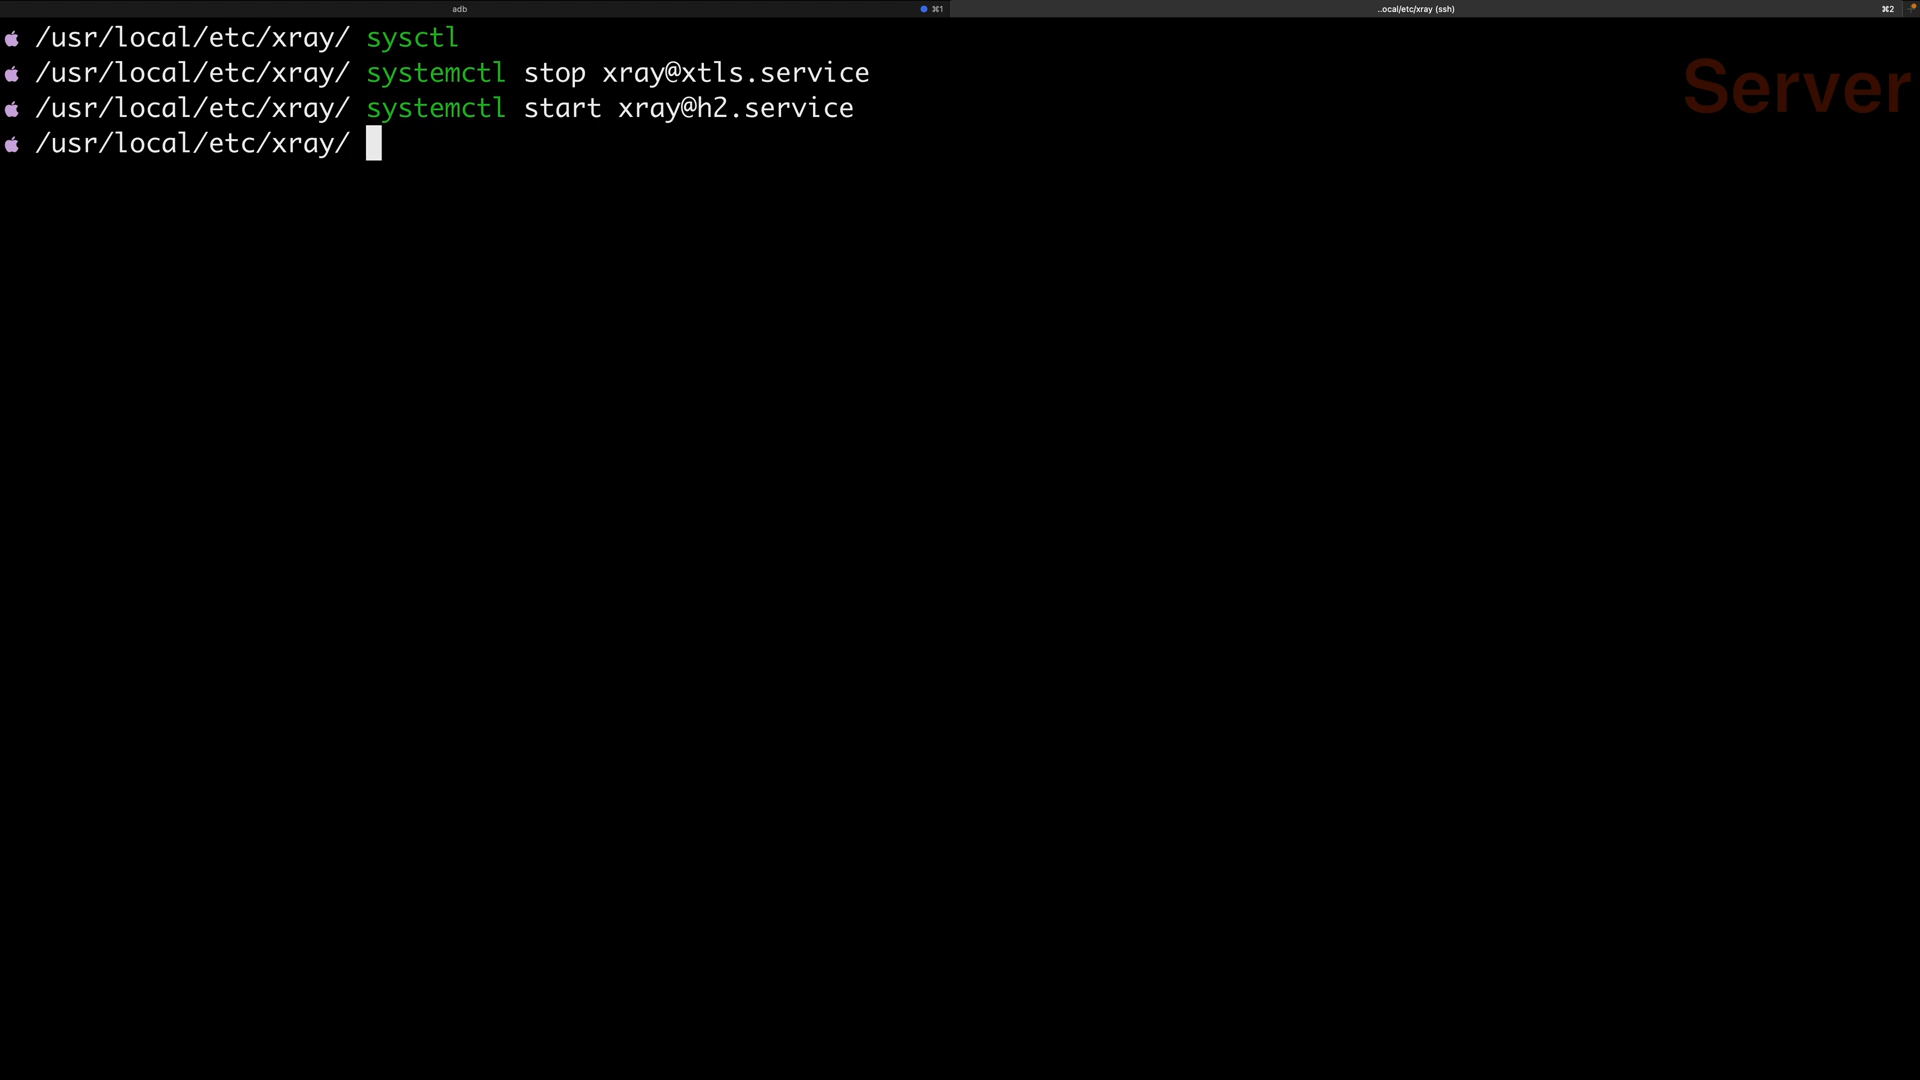 adb ⌘1 ..ocal/etc/xray (ssh) ⌘2
/usr/local/etc/xray/ sysctl
/usr/local/etc/xray/ systemctl stop xray@xtls.service
/usr/local/etc/xray/ systemctl start xray@h2.service
/usr/local/etc/xray/
Server